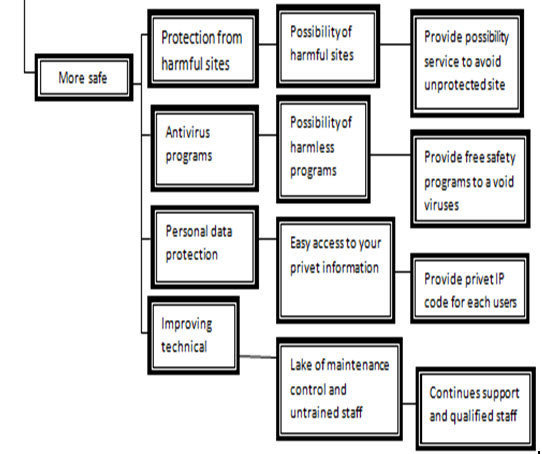 More safe
Protection from
harmful sites
Possibility of
harmful sites
Provide possibility
service to avoid
unprotected site
Antivirus
programs
Possibility of
harmless
programs
Provide free safety
programs to a void
viruses
Personal data
protection
Easy access to your
privet information
Provide privet IP
code for each users
Improving
technical
Lake of maintenance
control and
untrained staff
Continues support
and qualified staff